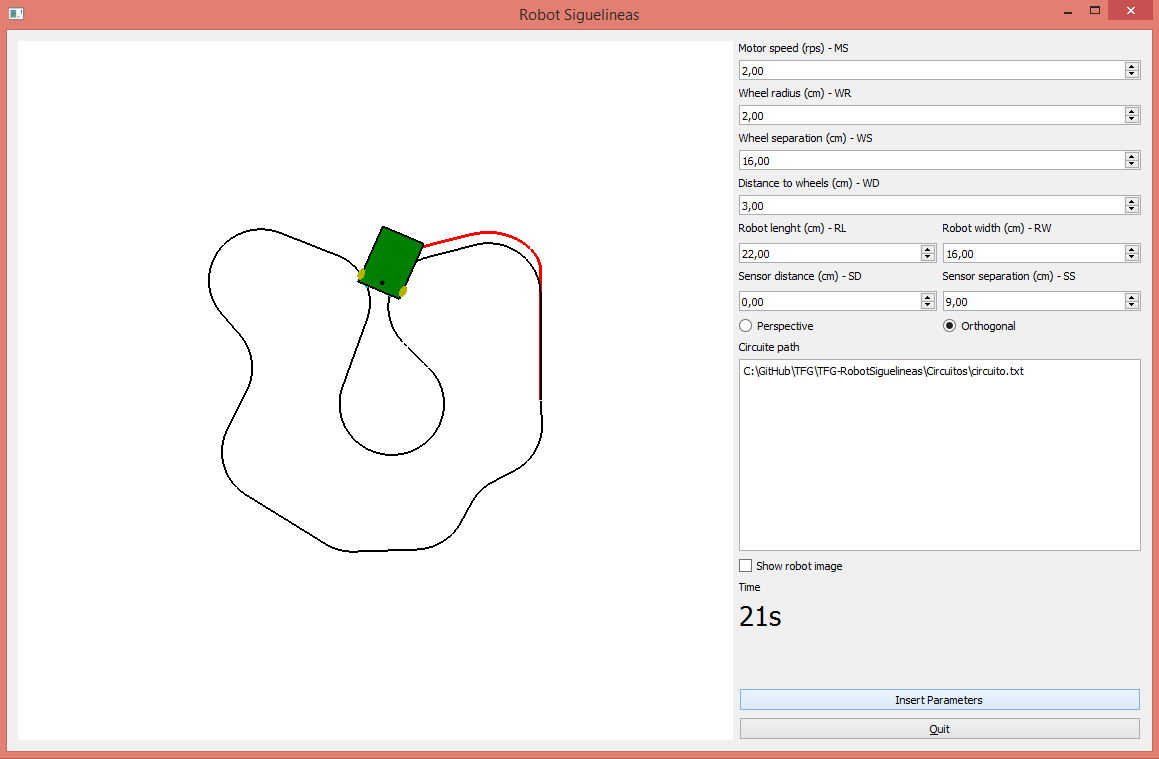 Robot Siguelineas
Motor speed (rps) - MS
2,00
Wheel radius (cm) - WR
2,00
Wheel separation (cm) - WS
16,00
Distance to wheels (cm) - WD
3,00
Robot lenght (cm) - RL Robot width (cm) - RW
22,00 16,00
Sensor distance (cm) - SD Sensor separation (cm) - SS
0,00 9,00
Perspective Orthogonal
Circuite path
C:\GitHub\TFG\TFG-RobotSiguelineas\Circuitos\circuito.txt
Show robot image
Time
21s
Insert Parameters
Quit